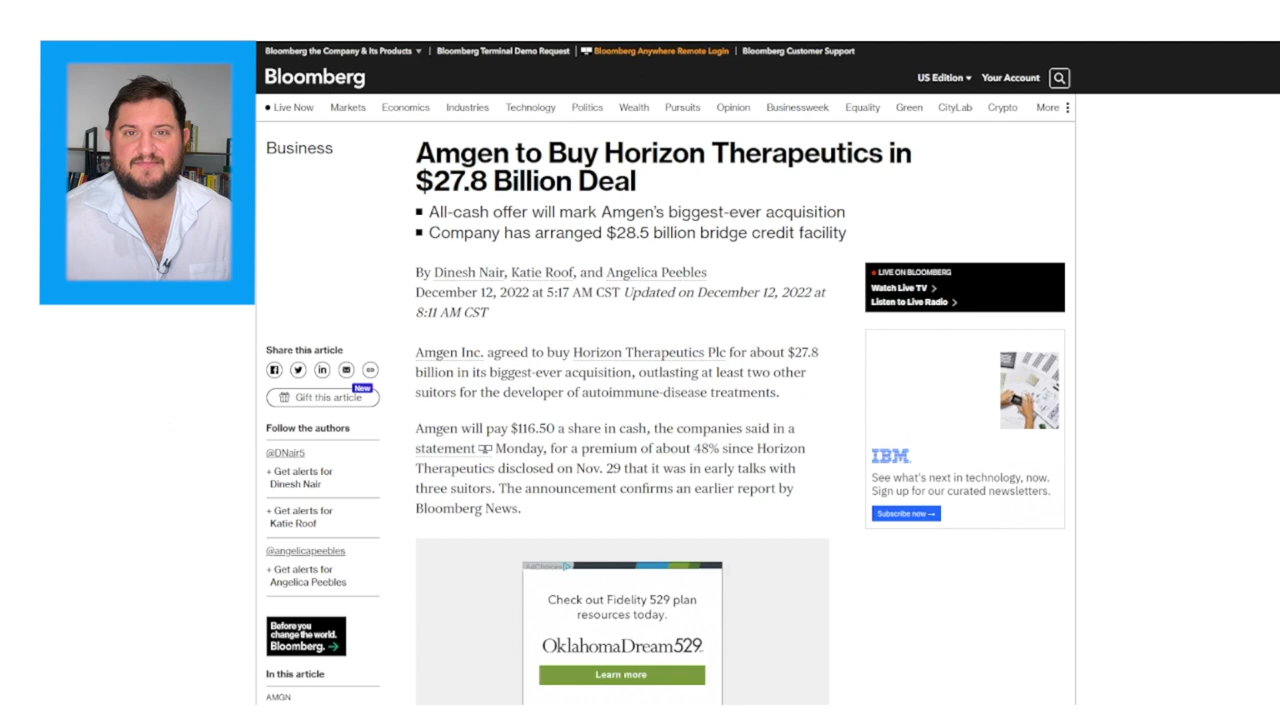 Bloomberg the Company & Its Products ▾ | Bloomberg Terminal Demo Request | Bloomberg Anywhere Remote Login | Bloomberg Customer Support
Bloomberg
US Edition ▾ Your Account
• Live Now Markets Economics Industries Technology Politics Wealth Pursuits Opinion Businessweek Equality Green CityLab Crypto More
Business
Amgen to Buy Horizon Therapeutics in
$27.8 Billion Deal
■ All-cash offer will mark Amgen's biggest-ever acquisition
■ Company has arranged $28.5 billion bridge credit facility
By Dinesh Nair, Katie Roof, and Angelica Peebles
December 12, 2022 at 5:17 AM CST Updated on December 12, 2022 at
8:11 AM CST
Amgen Inc. agreed to buy Horizon Therapeutics Plc for about $27.8
billion in its biggest-ever acquisition, outlasting at least two other
suitors for the developer of autoimmune-disease treatments.
Amgen will pay $116.50 a share in cash, the companies said in a
statement Monday, for a premium of about 48% since Horizon
Therapeutics disclosed on Nov. 29 that it was in early talks with
three suitors. The announcement confirms an earlier report by
Bloomberg News.
Share this article
New
Gift this article
Follow the authors
@DNair5
+ Get alerts for
Dinesh Nair
+ Get alerts for
Katie Roof
@angelicapeebles
+ Get alerts for
Angelica Peebles
Before you
change the world.
Bloomberg. →
In this article
AMGN
• LIVE ON BLOOMBERG
Watch Live TV >
Listen to Live Radio >
IBM
See what's next in technology, now.
Sign up for our curated newsletters.
Subscribe now →
AdChoices
Check out Fidelity 529 plan
resources today.
OklahomaDream529.
Learn more